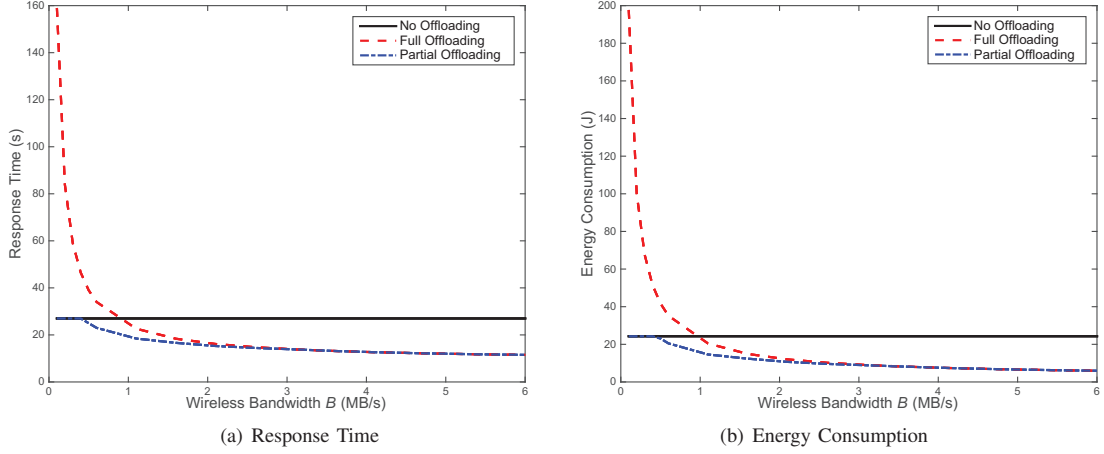 160
140
120
100
80
60
40
20
0
Response Time (s)
No Offloading
Full Offloading
Partial Offloading
0 1 2 3 4 5 6
Wireless Bandwidth B (MB/s)
(a) Response Time
200
180
160
140
120
100
80
60
40
20
0
Energy Consumption (J)
No Offloading
Full Offloading
Partial Offloading
0 1 2 3 4 5 6
Wireless Bandwidth B (MB/s)
(b) Energy Consumption